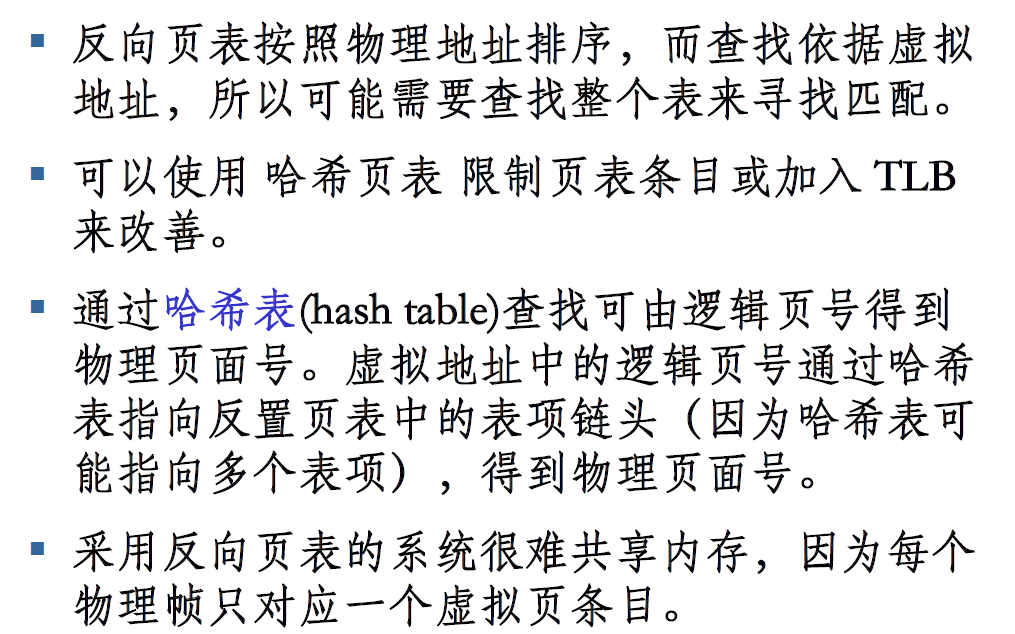 ▪ 反向页表按照物理地址排序，而查找依据虚拟
地址，所以可能需要查找整个表来寻找匹配。
▪ 可以使用 哈希页表 限制页表条目或加入 TLB
来改善。
▪ 通过哈希表(hash table)查找可由逻辑页号得到
物理页面号。虚拟地址中的逻辑页号通过哈希
表指向反置页表中的表项链头（因为哈希表可
能指向多个表项），得到物理页面号。
▪ 采用反向页表的系统很难共享内存，因为每个
物理帧只对应一个虚拟页条目。